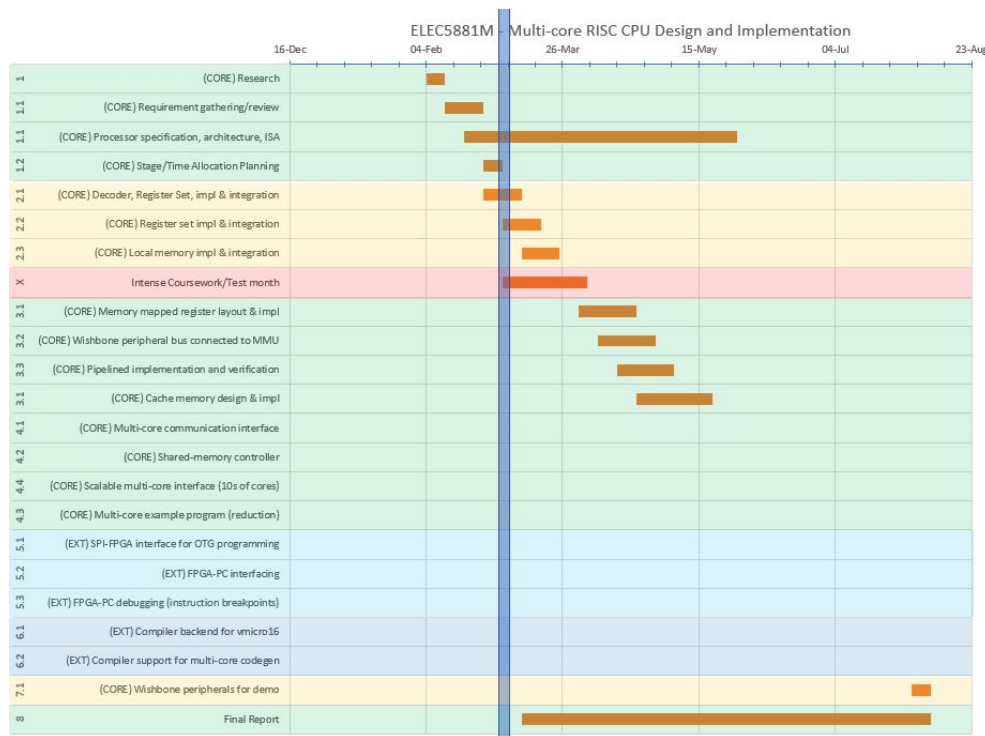 ELEC5881M - Multi-core RISC CPU Design and Implementation
16-Dec 04-Feb 26-Mar 15-May 04-Jul 23-Aug
1 (CORE) Research
1.1 (CORE) Requirement gathering/review
1.1 (CORE) Processor specification, architecture, ISA
1.2 (CORE) Stage/Time Allocation Planning
2.1 (CORE) Decoder, Register Set, impl & integration
2.2 (CORE) Register set impl & integration
2.3 (CORE) Local memory impl & integration
X Intense Coursework/Test month
3.1 (CORE) Memory mapped register layout & impl
3.2 (CORE) Wishbone peripheral bus connected to MMU
3.3 (CORE) Pipelined implementation and verification
3.1 (CORE) Cache memory design & impl
4.1 (CORE) Multi-core communication interface
4.2 (CORE) Shared-memory controller
4.4 (CORE) Scalable multi-core interface (10s of cores)
4.3 (CORE) Multi-core example program (reduction)
5.1 (EXT) SPI-FPGA interface for OTG programming
5.2 (EXT) FPGA-PC interfacing
5.3 (EXT) FPGA-PC debugging (instruction breakpoints)
6.1 (EXT) Compiler backend for vmicro16
6.2 (EXT) Compiler support for multi-core codegen
7.1 (CORE) Wishbone peripherals for demo
8 Final Report